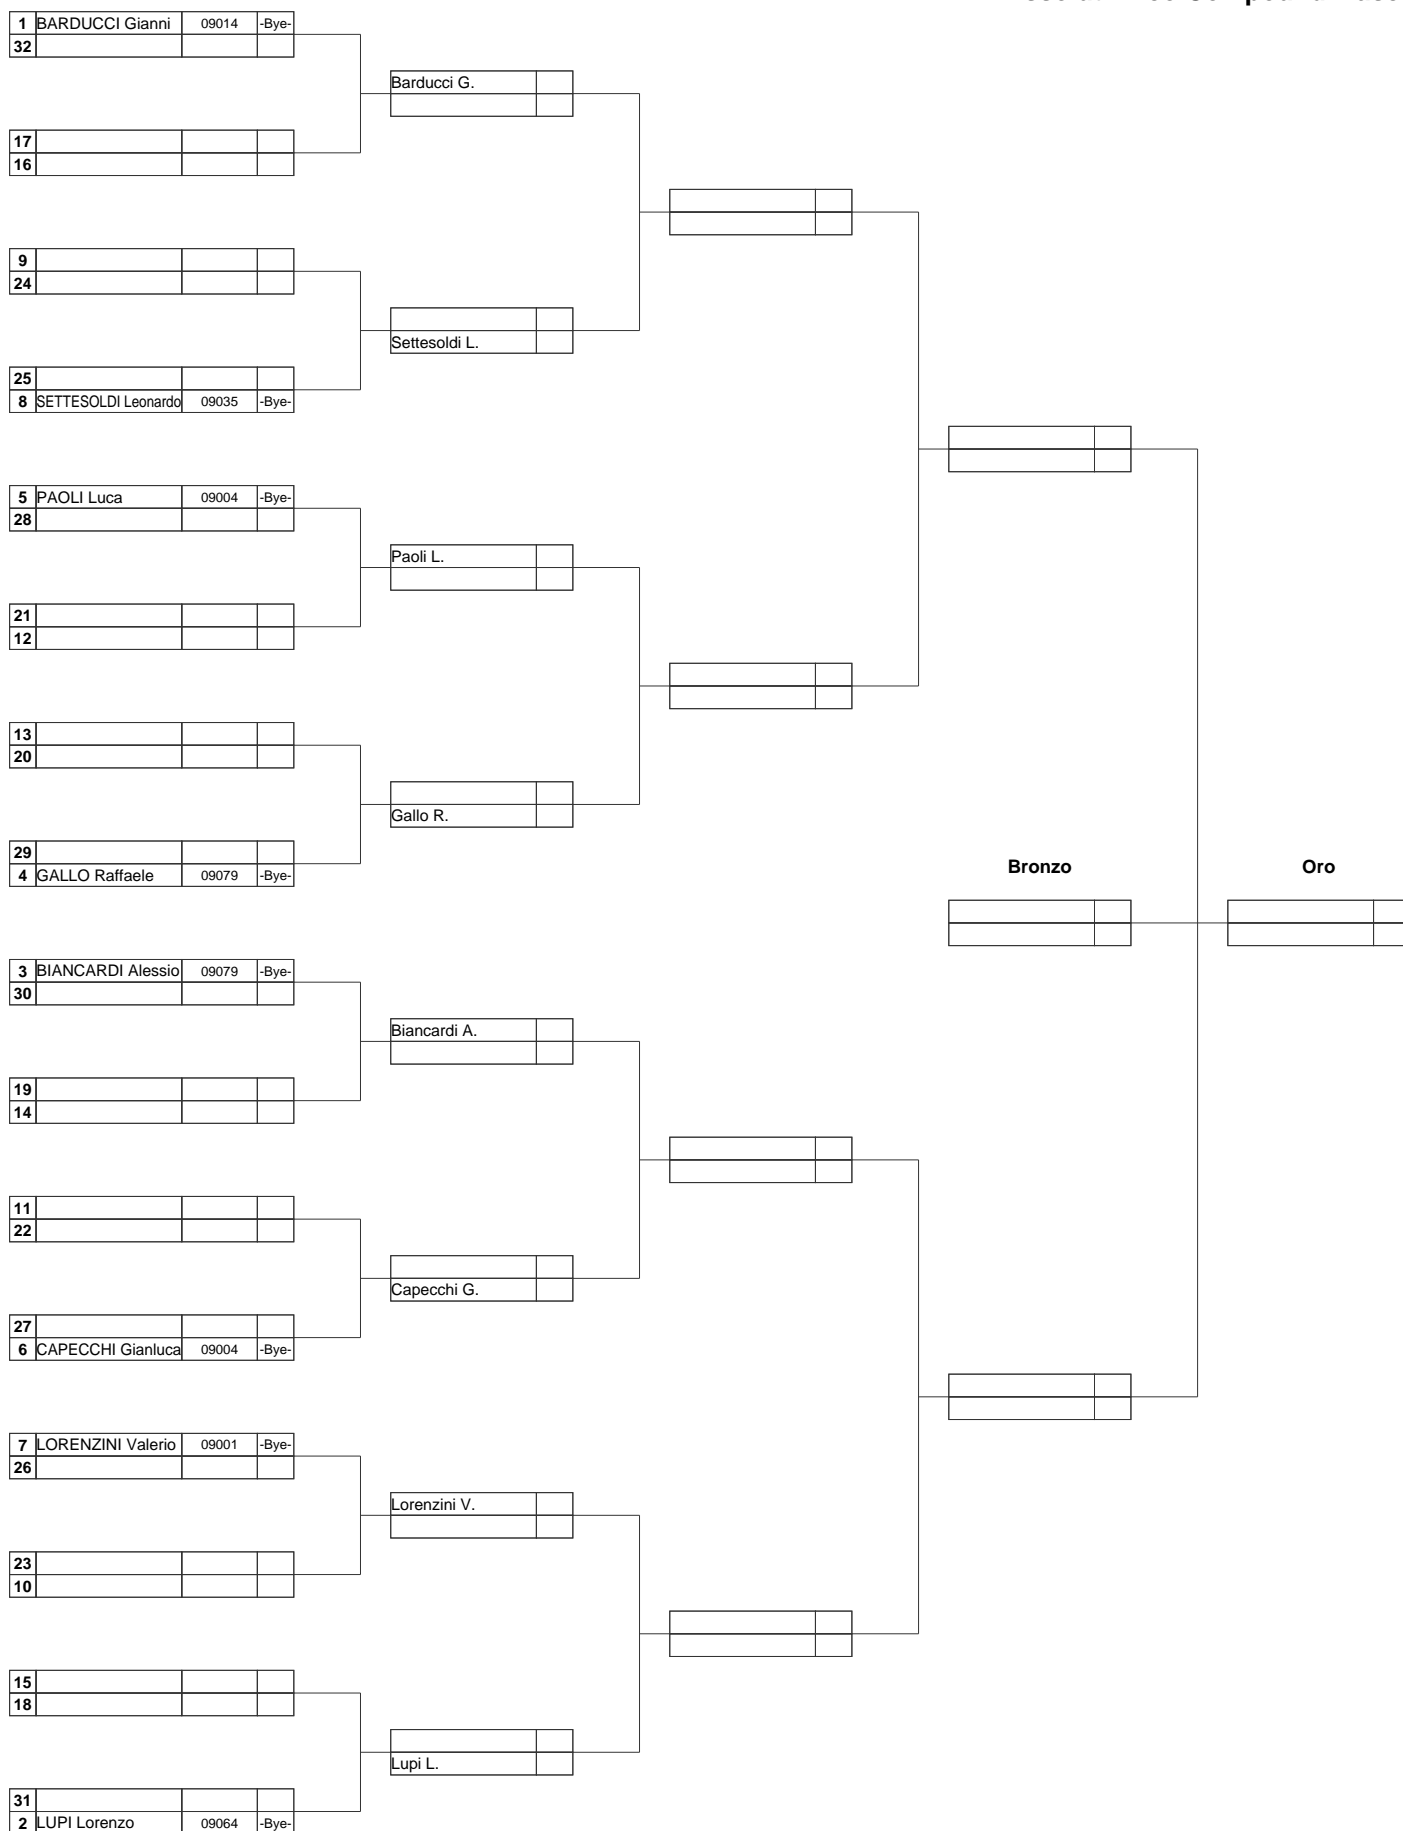 1 BARDUCCI Gianni 09014 -Bye-
32
Barducci G.
17
16
9
24
Settesoldi L.
25
8 SETTESOLDI Leonardo 09035 -Bye-
5 PAOLI Luca 09004 -Bye-
28
Paoli L.
21
12
13
20
Gallo R.
29
4 GALLO Raffaele 09079 -Bye-
Bronzo Oro
3 BIANCARDI Alessio 09079 -Bye-
30
Biancardi A.
19
14
11
22
Capecchi G.
27
6 CAPECCHI Gianluca 09004 -Bye-
7 LORENZINI Valerio 09001 -Bye-
26
Lorenzini V.
23
10
15
18
Lupi L.
31
2 LUPI Lorenzo 09064 -Bye-